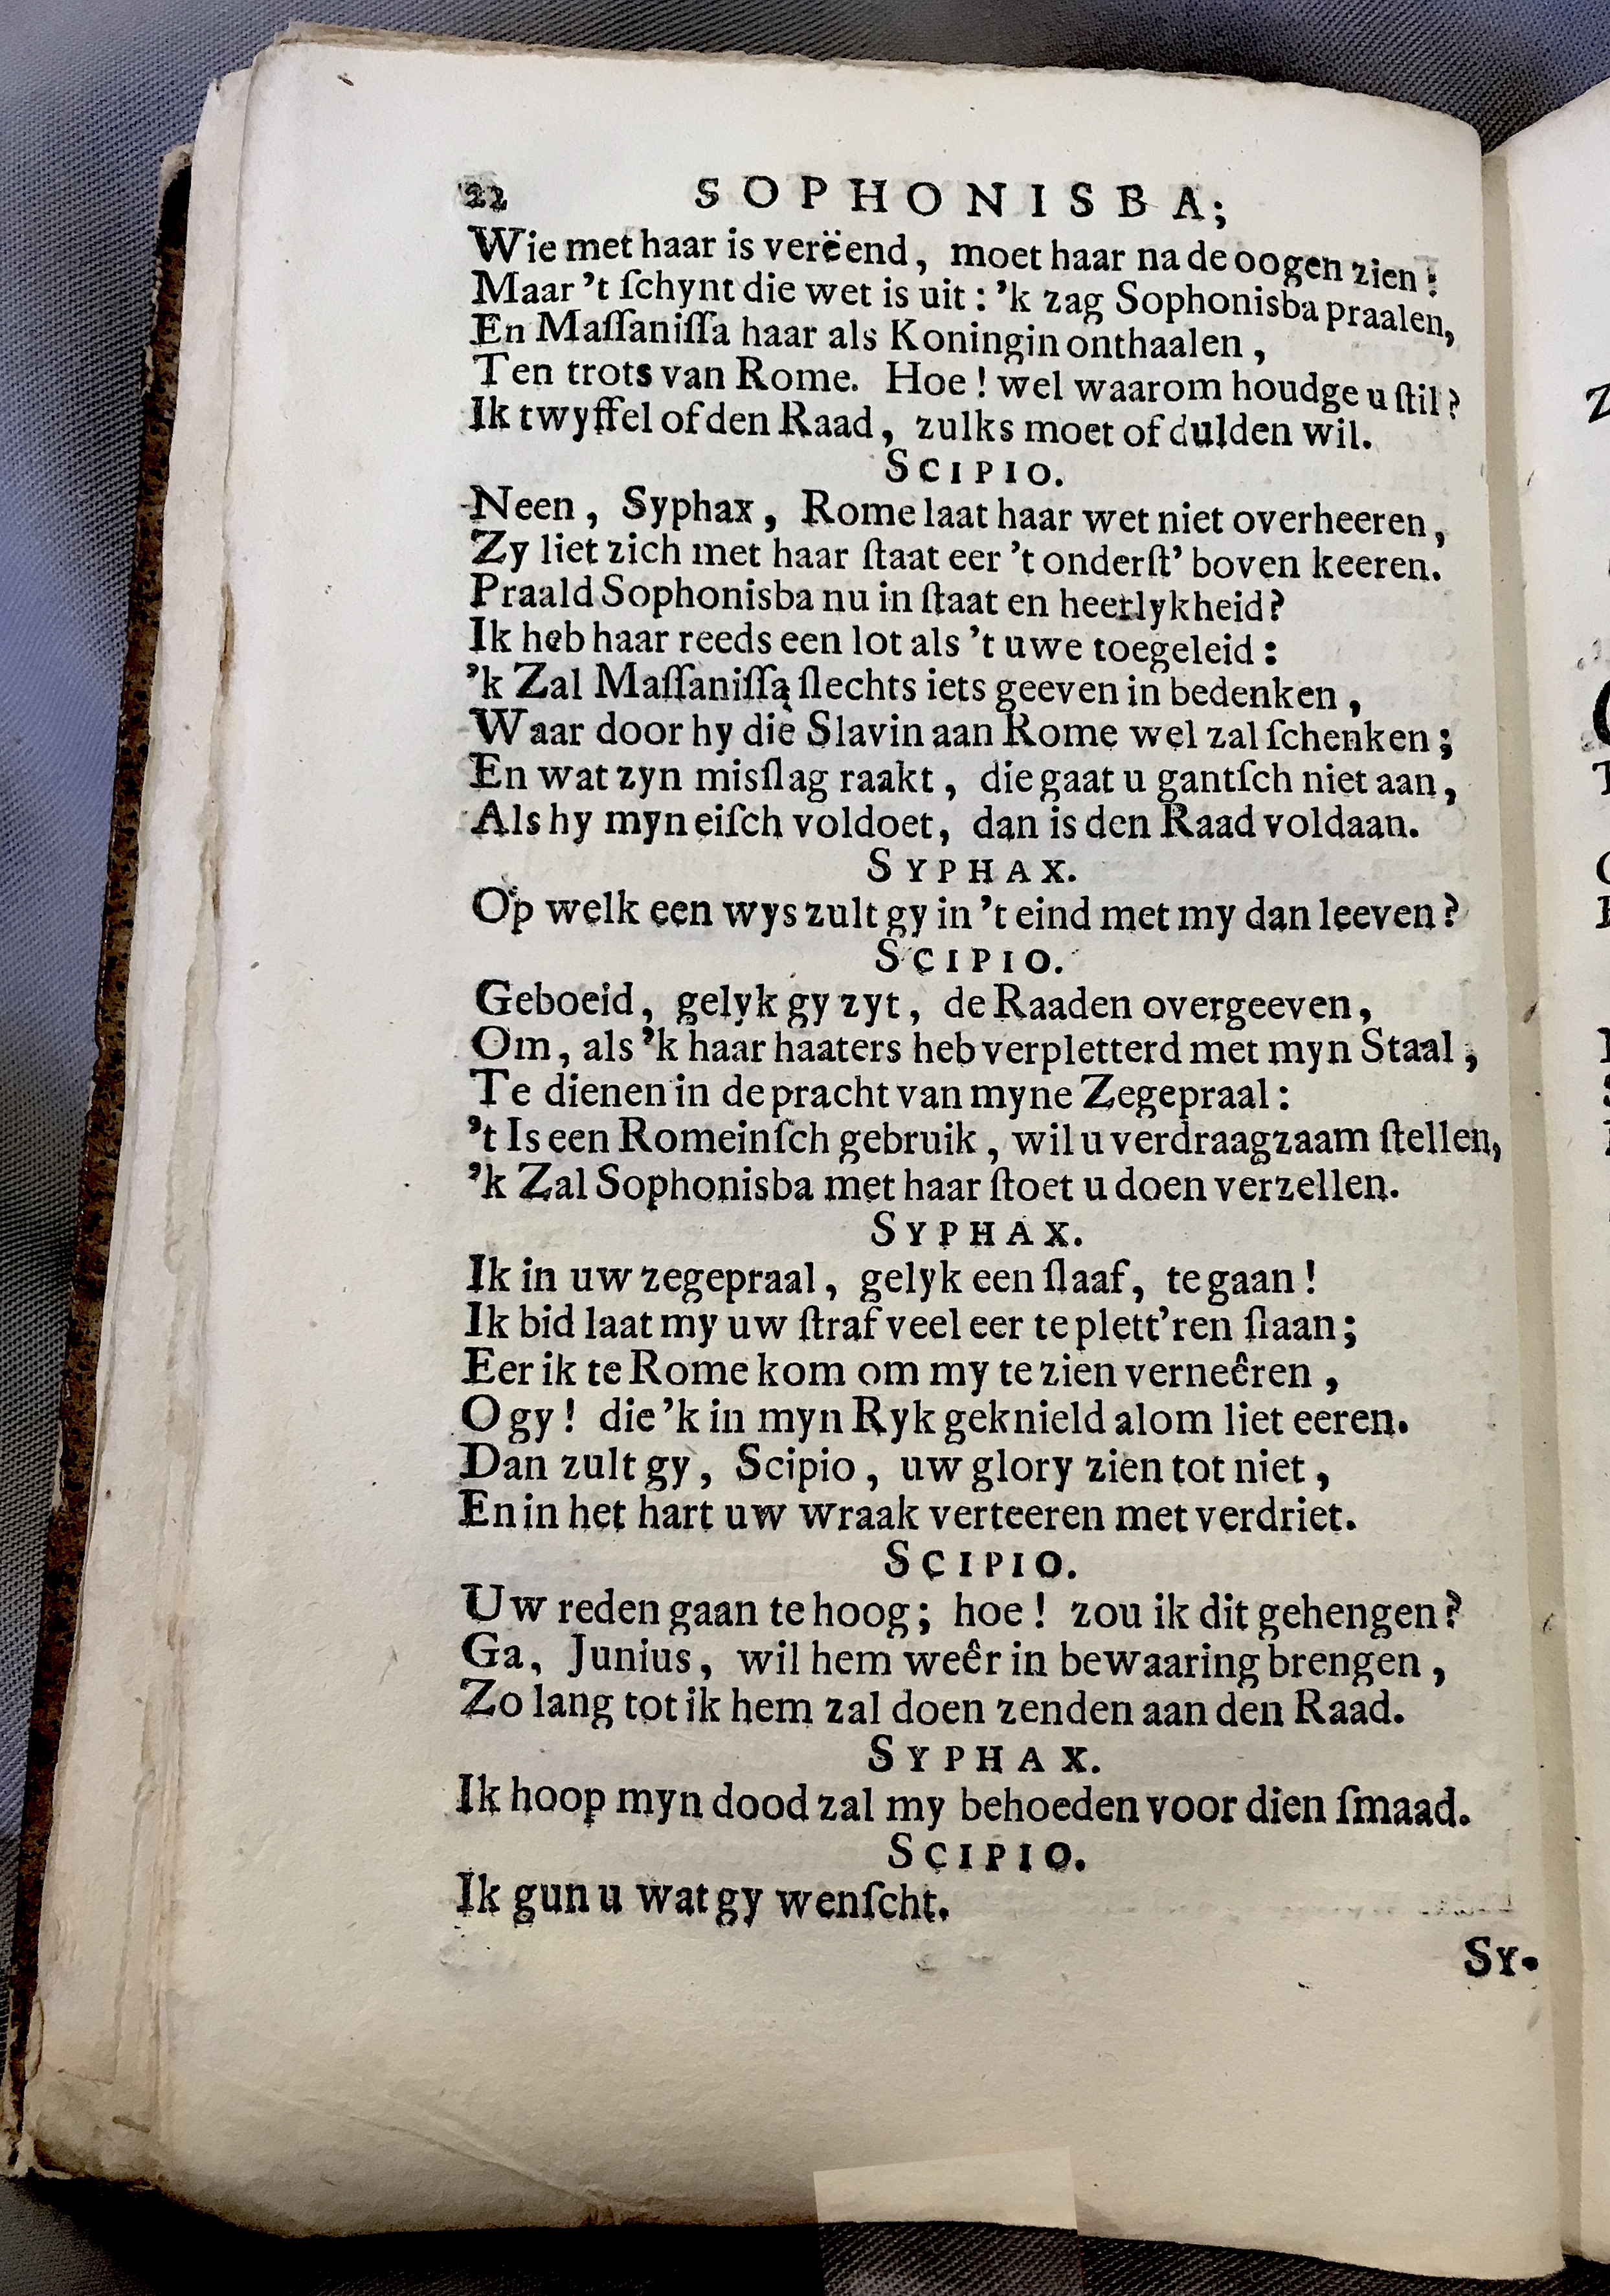 22 SOPHONISBA;
Wie met haar is verëend, moet haar na de oogen zien:
Maar 't ſchynt die wet is uit: 'k zag Sophonisba praalen,
En Maſſaniſſa haar als Koningin onthaalen,
Ten trots van Rome. Hoe! wel waarom houdge u ſtil?
Ik twyffel of den Raad, zulks moet of dulden wil.
SCIPIO.
Neen, Syphax, Rome laat haar wet niet overheeren,
Zy liet zich met haar ſtaat eer 't onderſt' boven keeren.
Praald Sophonisba nu in ſtaat en heerlykheid?
Ik heb haar reeds een lot als 't uwe toegeleid:
'k Zal Maſſaniſſa ſlechts iets geeven in bedenken,
Waar door hy die Slavin aan Rome wel zal ſchenken;
En wat zyn misſlag raakt, die gaat u gantſch niet aan,
Als hy myn eiſch voldoet, dan is den Raad voldaan.
SYPHAX.
Op welk een wys zult gy in 't eind met my dan leeven?
SCIPIO.
Geboeid, gelyk gy zyt, de Raaden overgeeven,
Om, als 'k haar haaters heb verpletterd met myn Staal,
Te dienen in de pracht van myne Zegepraal:
't Is een Romeinſch gebruik, wil u verdraagzaam ſtellen,
'k Zal Sophonisba met haar ſtoet u doen verzellen.
SYPHAX.
Ik in uw zegepraal, gelyk een ſlaaf, te gaan!
Ik bid laat my uw ſtraf veel eer te plett'ren ſlaan;
Eer ik te Rome kom om my te zien verneêren,
O gy! die 'k in myn Ryk geknield alom liet eeren.
Dan zult gy, Scipio, uw glory zien tot niet,
En in het hart uw wraak verteeren met verdriet.
SCIPIO.
Uw reden gaan te hoog; hoe! zou ik dit gehengen?
Ga, Junius, wil hem weêr in bewaaring brengen,
Zo lang tot ik hem zal doen zenden aan den Raad.
SYPHAX.
Ik hoop myn dood zal my behoeden voor dien ſmaad.
SCIPIO.
Ik gun u wat gy wenſcht.
SY-